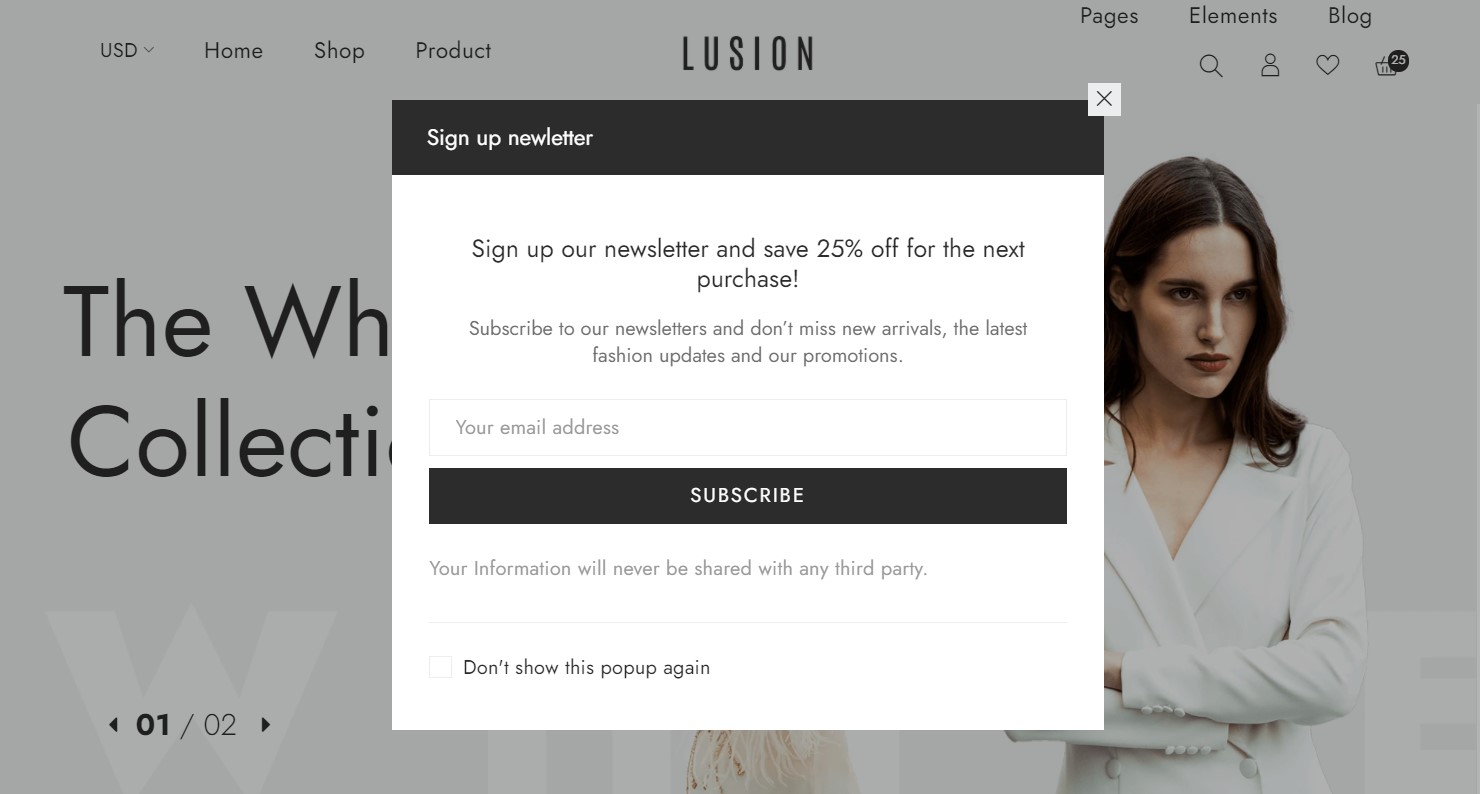 Pages Elements Blog
USD Home Shop Product
LUSION
25
Sign up newletter
Sign up our newsletter and save 25% off for the next
purchase!
Subscribe to our newsletters and don’t miss new arrivals, the latest
fashion updates and our promotions.
The Wh
Collecti
Your email address
SUBSCRIBE
Your Information will never be shared with any third party.
Don't show this popup again
W
01 / 02